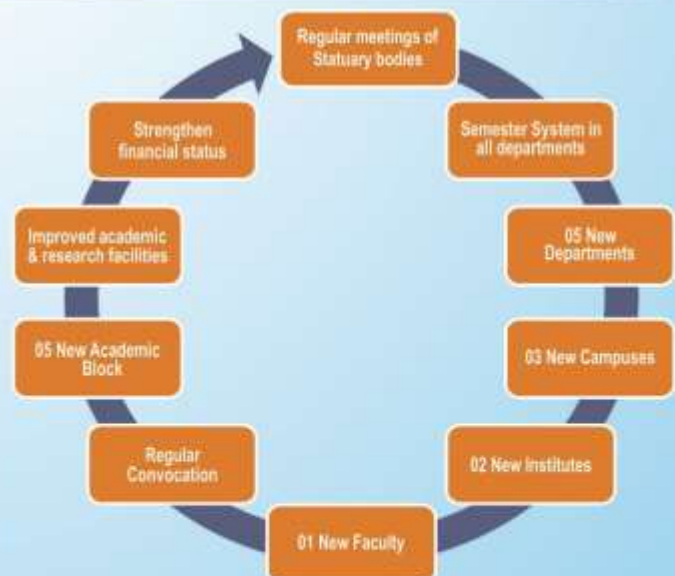 Regular meetings of
Statuary bodies
Semester System in
all departments
05 New
Departments
03 New Campuses
02 New Institutes
01 New Faculty
Regular
Convocation
05 New Academic
Block
Improved academic
& research facilities
Strengthen
financial status